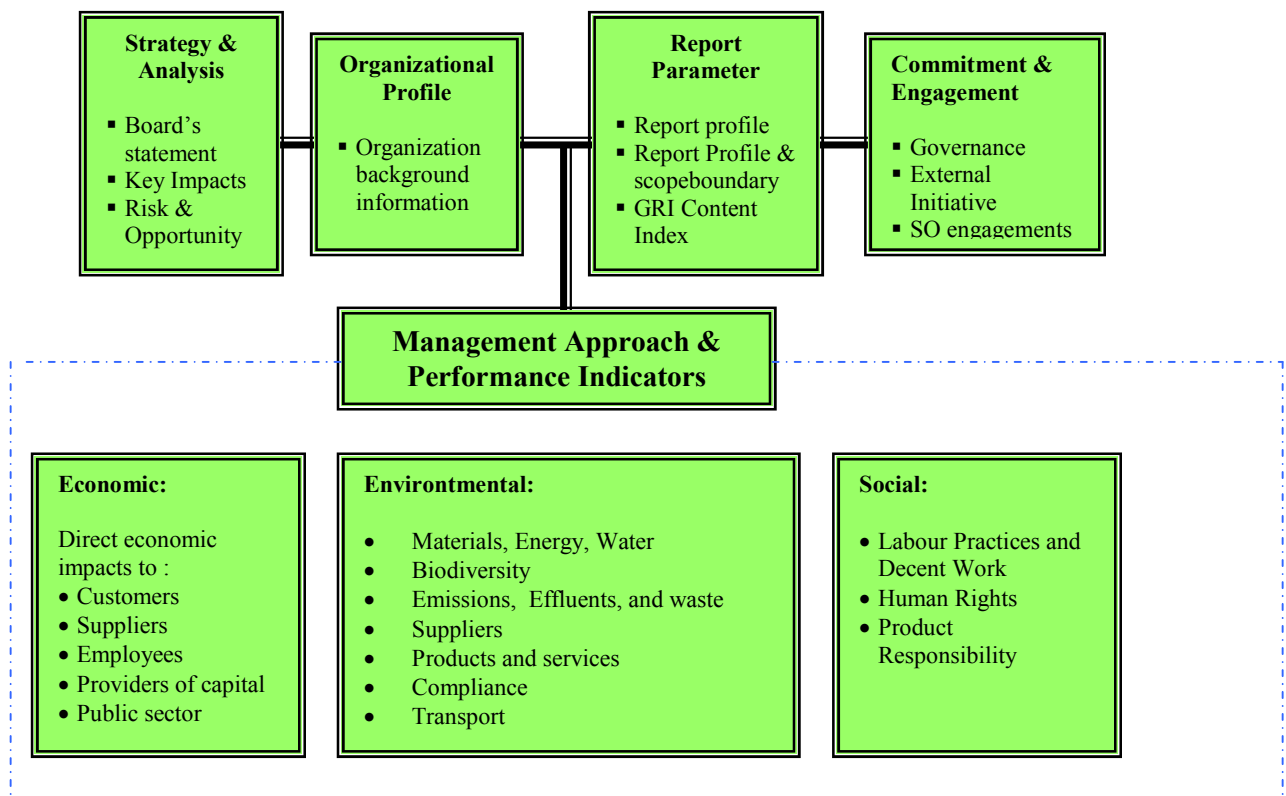 Strategy &
Analysis
▪ Board's
statement
▪ Key Impacts
▪ Risk &
Opportunity
Organizational
Profile
▪ Organization
background
information
Report
Parameter
▪ Report profile
▪ Report Profile &
scopeboundary
▪ GRI Content
Index
Commitment &
Engagement
▪ Governance
▪ External
Initiative
▪ SO engagements
Management Approach &
Performance Indicators
Economic:
Direct economic
impacts to :
• Customers
• Suppliers
• Employees
• Providers of capital
• Public sector
Environtmental:
• Materials, Energy, Water
• Biodiversity
• Emissions, Effluents, and waste
• Suppliers
• Products and services
• Compliance
• Transport
Social:
• Labour Practices and
Decent Work
• Human Rights
• Product
Responsibility